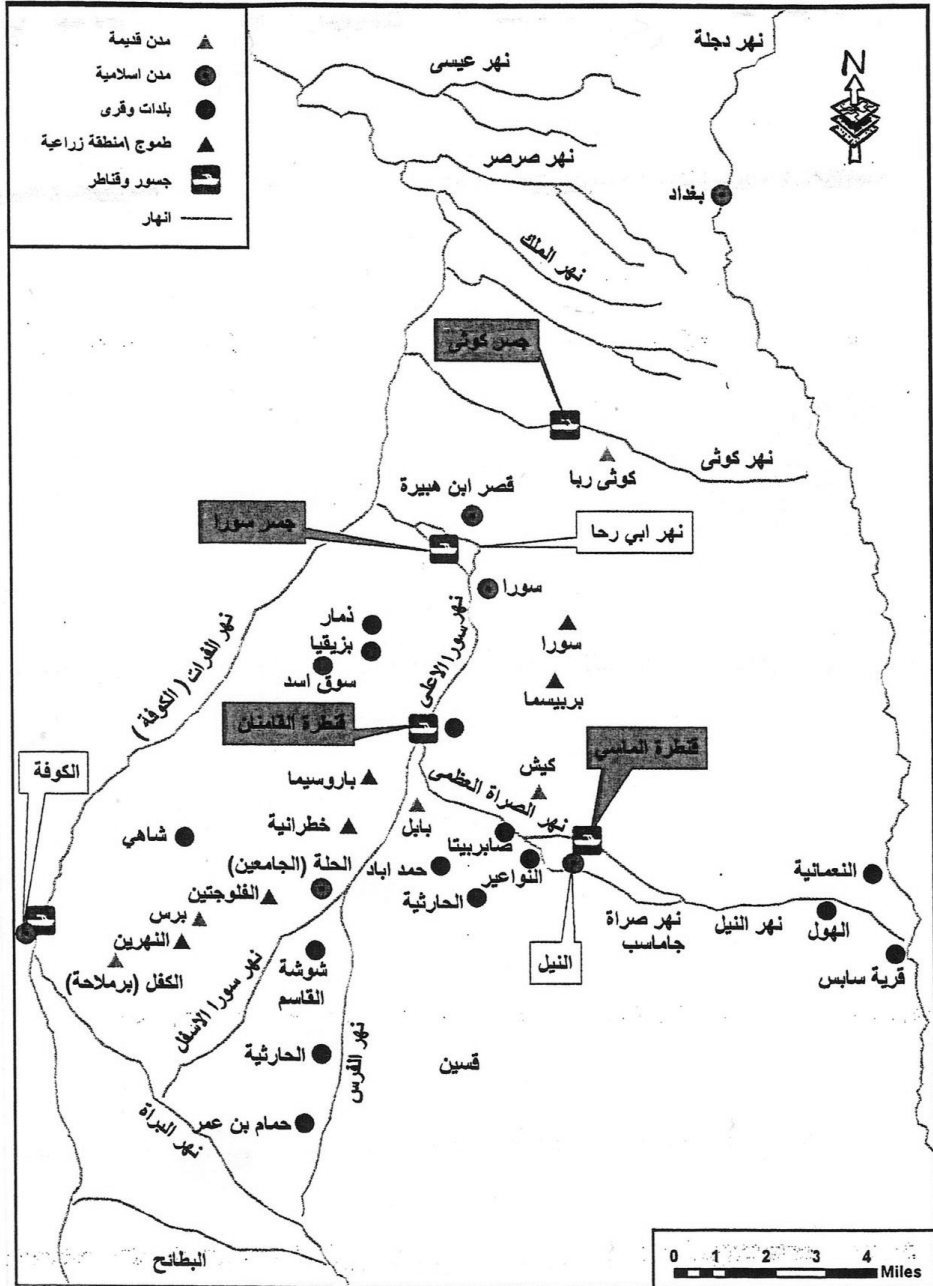 مدن قديمة
مدن اسلامية
بلدات وقرى
طموج \منطقة زراعية
جسور وقناطر
انهار
نهر دجلة
N
نهر عيسى
نهر صرصر
بغداد
نهر الملك
جسر كوثى
نهر كوثى
كوثى ربا
قصر ابن هبيرة
جسر سورا
نهر ابي رحا
سورا
نهر سورا الاعلى
ذمار
بزيقيا
سوق اسد
سورا
بربيسما
نهر الفرات ( الكوفة )
قنطرة القامنان
قنطرة الماسي
الكوفة
باروسيما
كيش
نهر الصراة العظمى
بابل
خطرنية
شاهي
صابربيتا
الحلة (الجامعين)
حمد اباد
النواعير
النعمانية
الفلوجتين
الحارثية
برس
نهر صراة
جاماسب
نهر النيل
الهول
النهرين
النيل
قرية سابس
الكفل (برملاحة)
شوشة
القاسم
نهر سورا الاسفل
الحارثية
نهر الفرس
قسين
حمام بن عمر
نهر البراة
البطائح
0 1 2 3 4
Miles